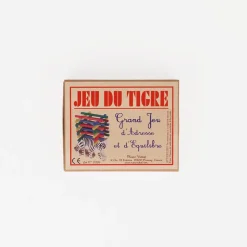 JEU DU TIGRE
Grand Jeu
d'Adresse
et d'Equilibre